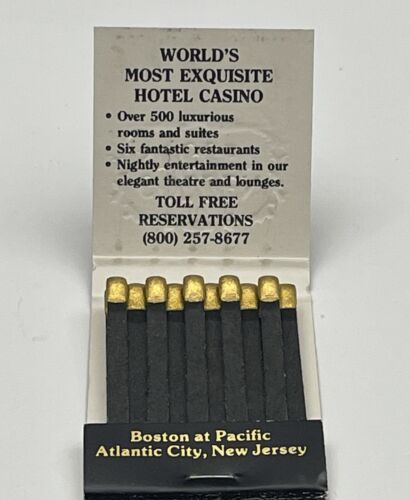 WORLD'S
MOST EXQUISITE
HOTEL CASINO
• Over 500 luxurious
rooms and suites
• Six fantastic restaurants
• Nightly entertainment in our
elegant theatre and lounges.
TOLL FREE
RESERVATIONS
(800) 257-8677
Boston at Pacific
Atlantic City, New Jersey